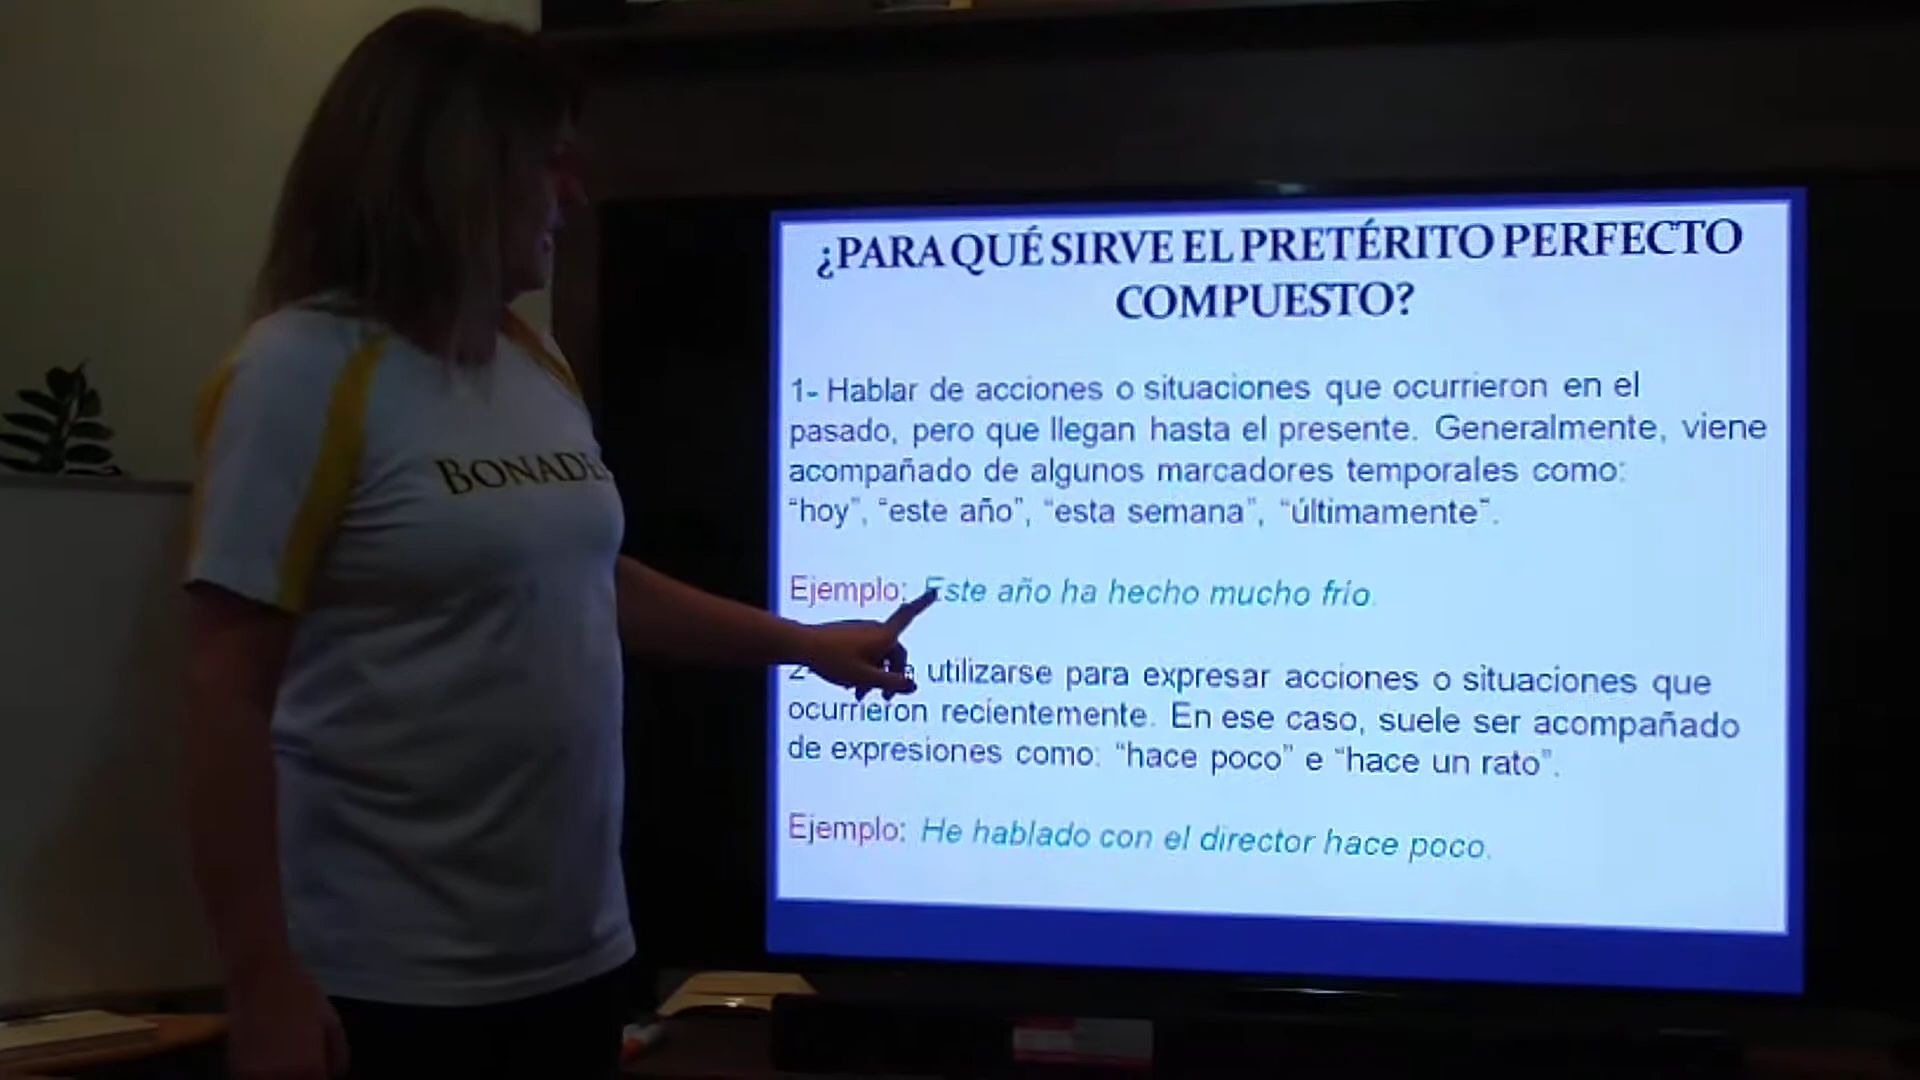 ¿PARA QUÉ SIRVE EL PRETÉRITO PERFECTO
COMPUESTO?
1- Hablar de acciones o situaciones que ocurrieron en el
pasado, pero que llegan hasta el presente. Generalmente, viene
acompañado de algunos marcadores temporales como:
“hoy”, “este año”, “esta semana”, “últimamente”.
Ejemplo: Este año ha hecho mucho frío.
2- utilizarse para expresar acciones o situaciones que
ocurrieron recientemente. En ese caso, suele ser acompañado
de expresiones como: “hace poco” e “hace un rato”.
Ejemplo: He hablado con el director hace poco.